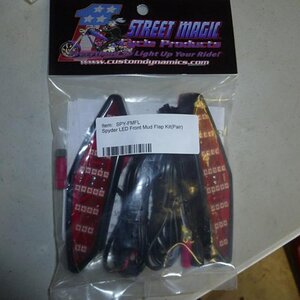 STREET MAGIC
Cycle Products
Light Up Your Ride!
www.customdynamics.com
Item: SPY-FMFL
Spyder LED Front Mud Flap Kit(Pair)